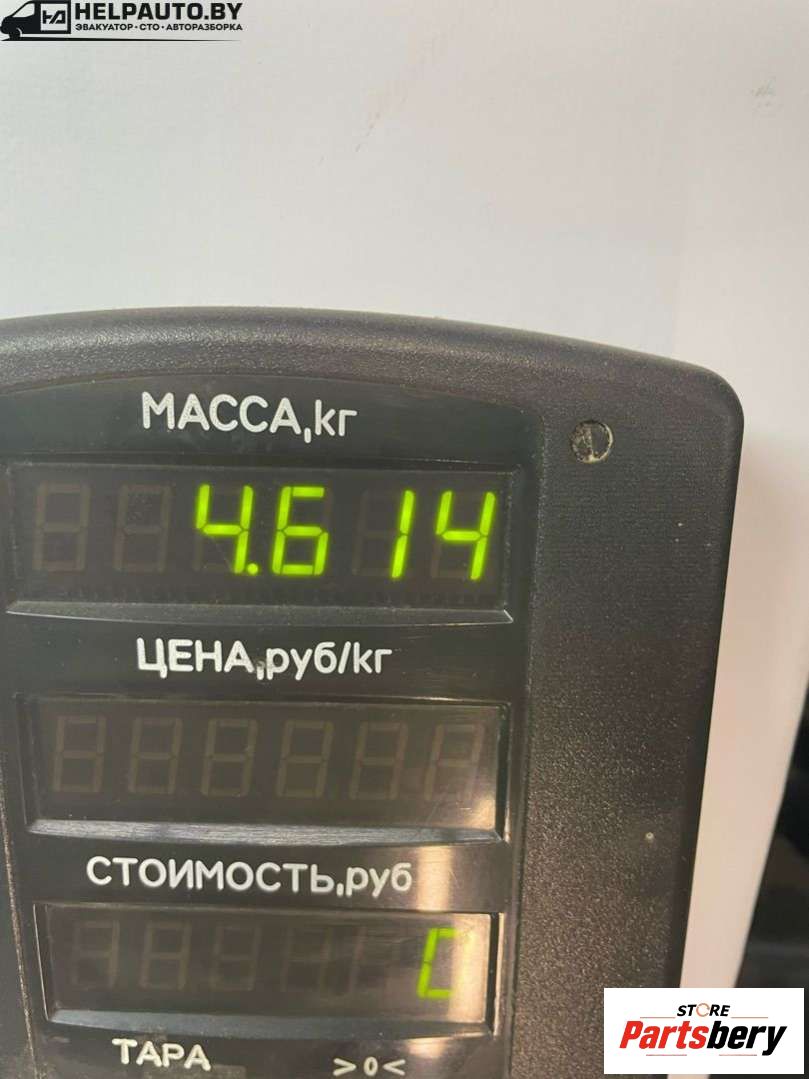 HELPAUTO.BY
ЭВАКУАТОР • СТО • АВТОРАЗБОРКА
МАССА,кг
4.614
ЦЕНА,руб/кг
СТОИМОСТЬ,руб
ТАРА >0<
STORE
Partsbery